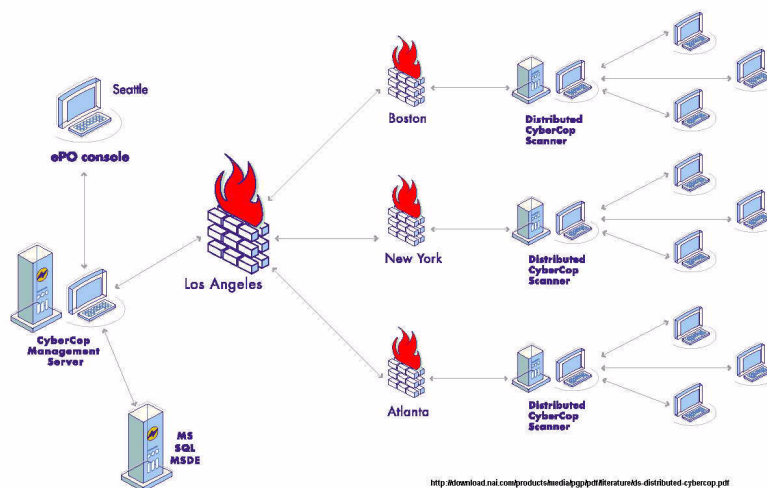 Seattle
ePO console
Los Angeles
CyberCop
Management
Server
MS
SQL
MSDE
Boston
Distributed
CyberCop
Scanner
New York
Distributed
CyberCop
Scanner
Atlanta
Distributed
CyberCop
Scanner
http://download.nai.com/products/media/pgp/pdf/literature/ds-distributed-cybercop.pdf